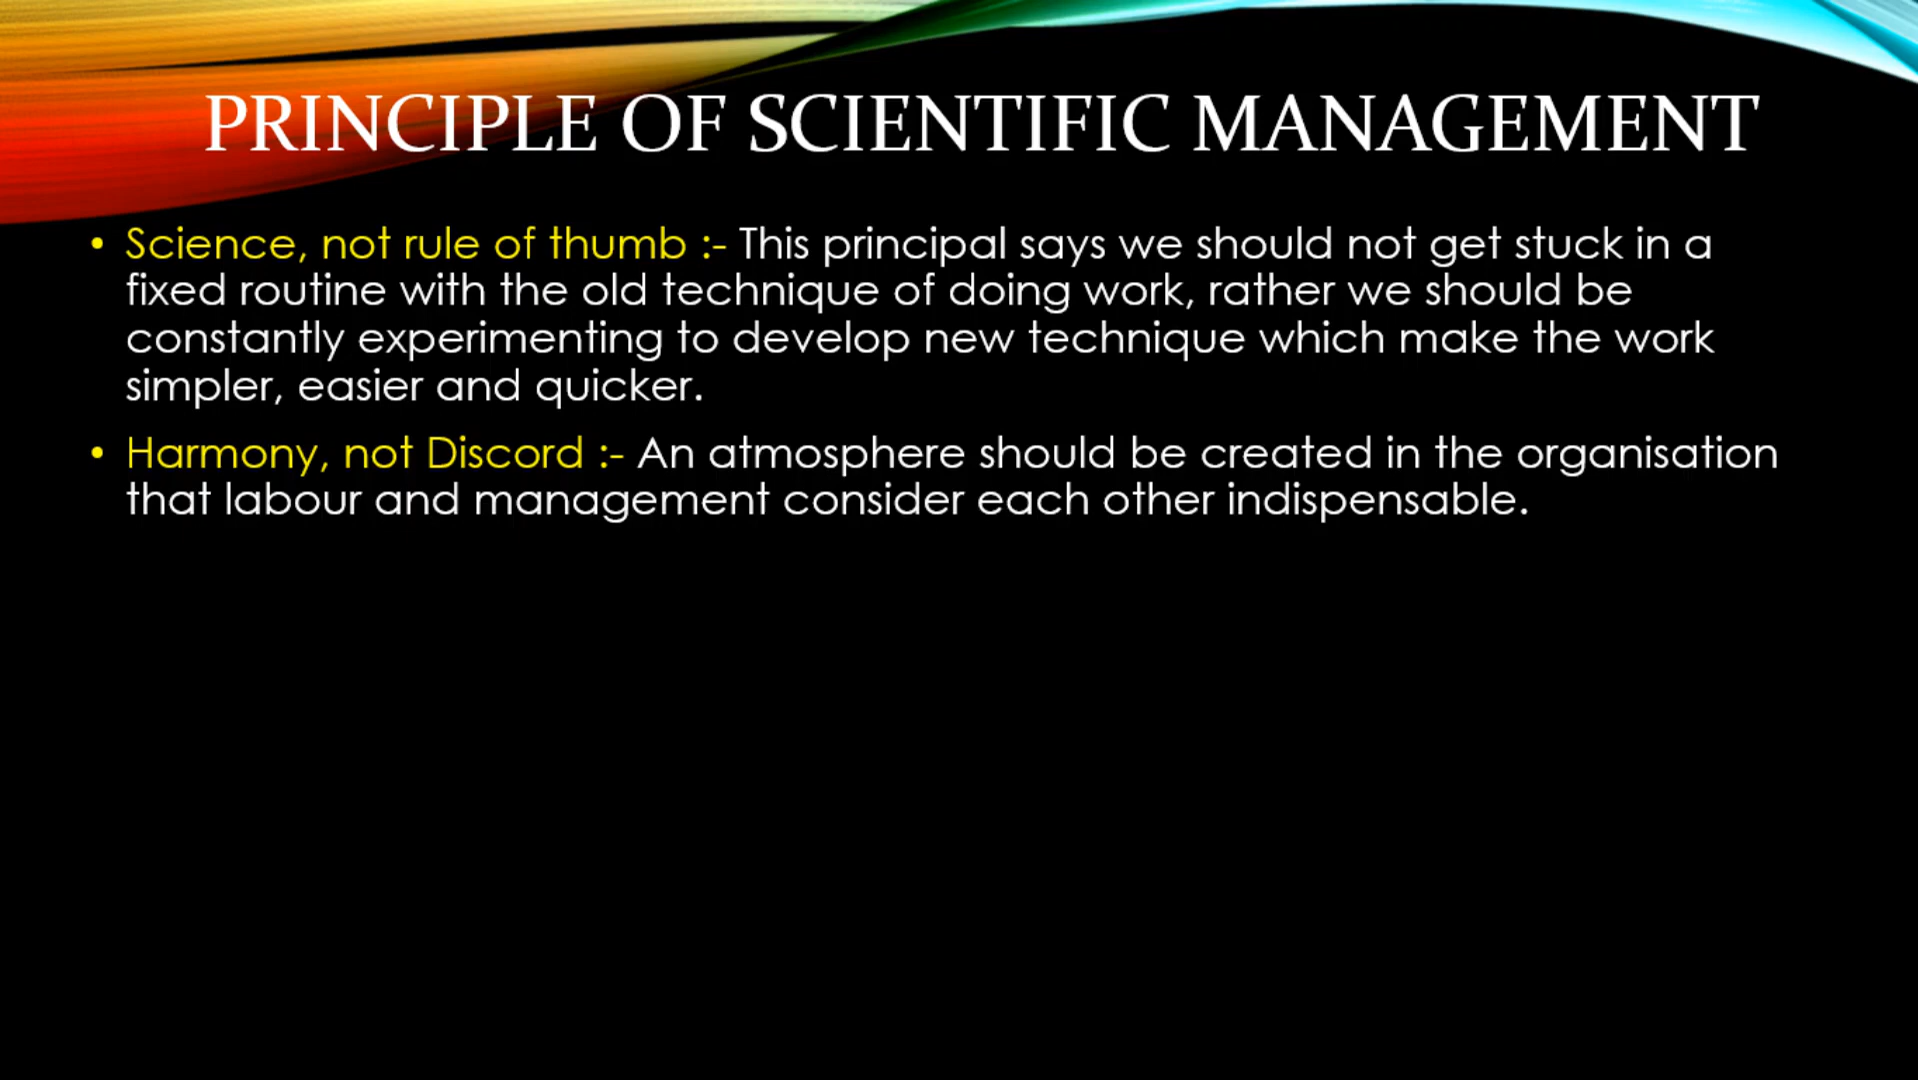 PRINCIPLE OF SCIENTIFIC MANAGEMENT
• Science, not rule of thumb :- This principal says we should not get stuck in a
fixed routine with the old technique of doing work, rather we should be
constantly experimenting to develop new technique which make the work
simpler, easier and quicker.
• Harmony, not Discord :- An atmosphere should be created in the organisation
that labour and management consider each other indispensable.